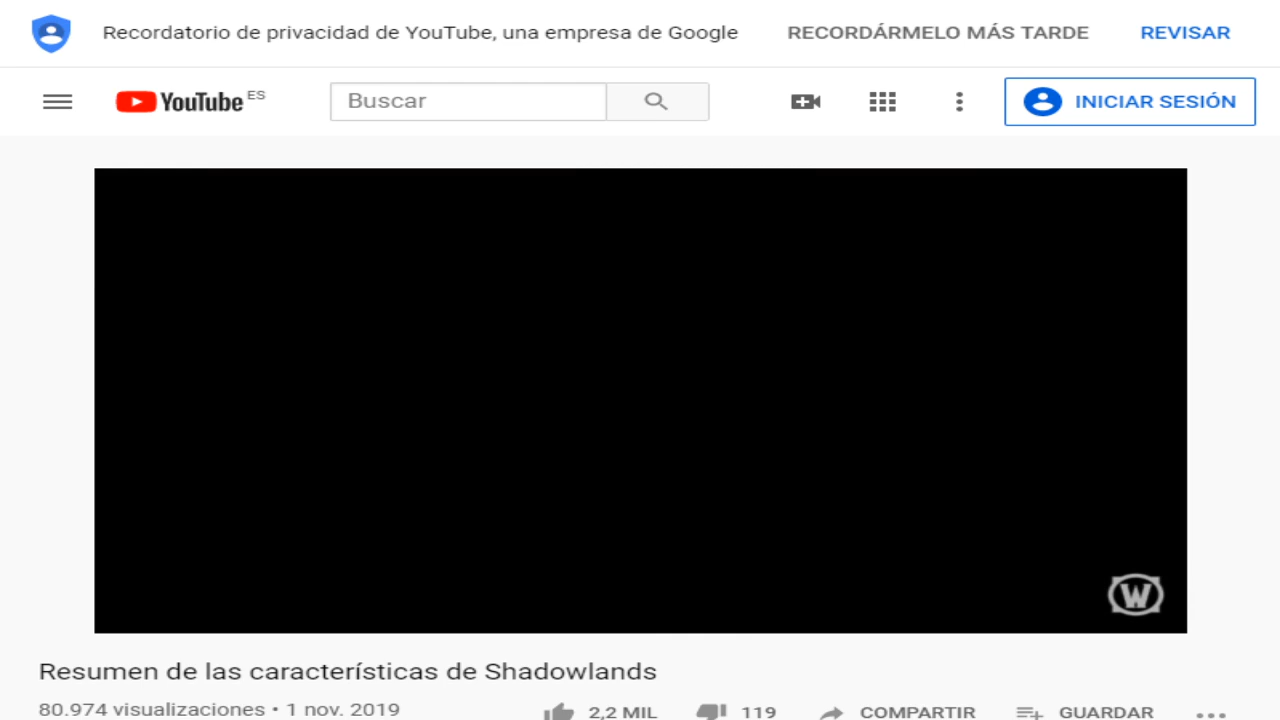 Recordatorio de privacidad de YouTube, una empresa de Google RECORDÁRMELO MÁS TARDE REVISAR
YouTube ES Buscar INICIAR SESIÓN
W
Resumen de las características de Shadowlands
80.974 visualizaciones • 1 nov. 2019 2,2 MIL 119 COMPARTIR GUARDAR